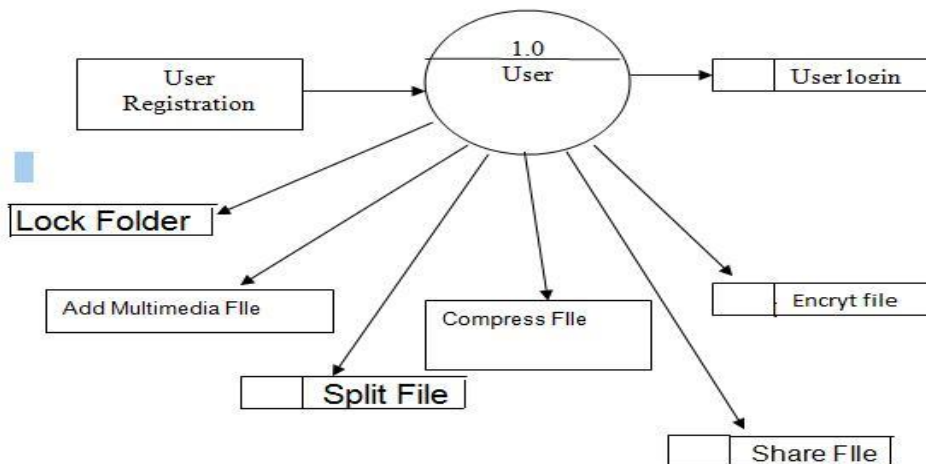 1.0
User
User
Registration
User login
Lock Folder
Add Multimedia FIle
Compress FIle
Encryt file
Split File
Share FIle